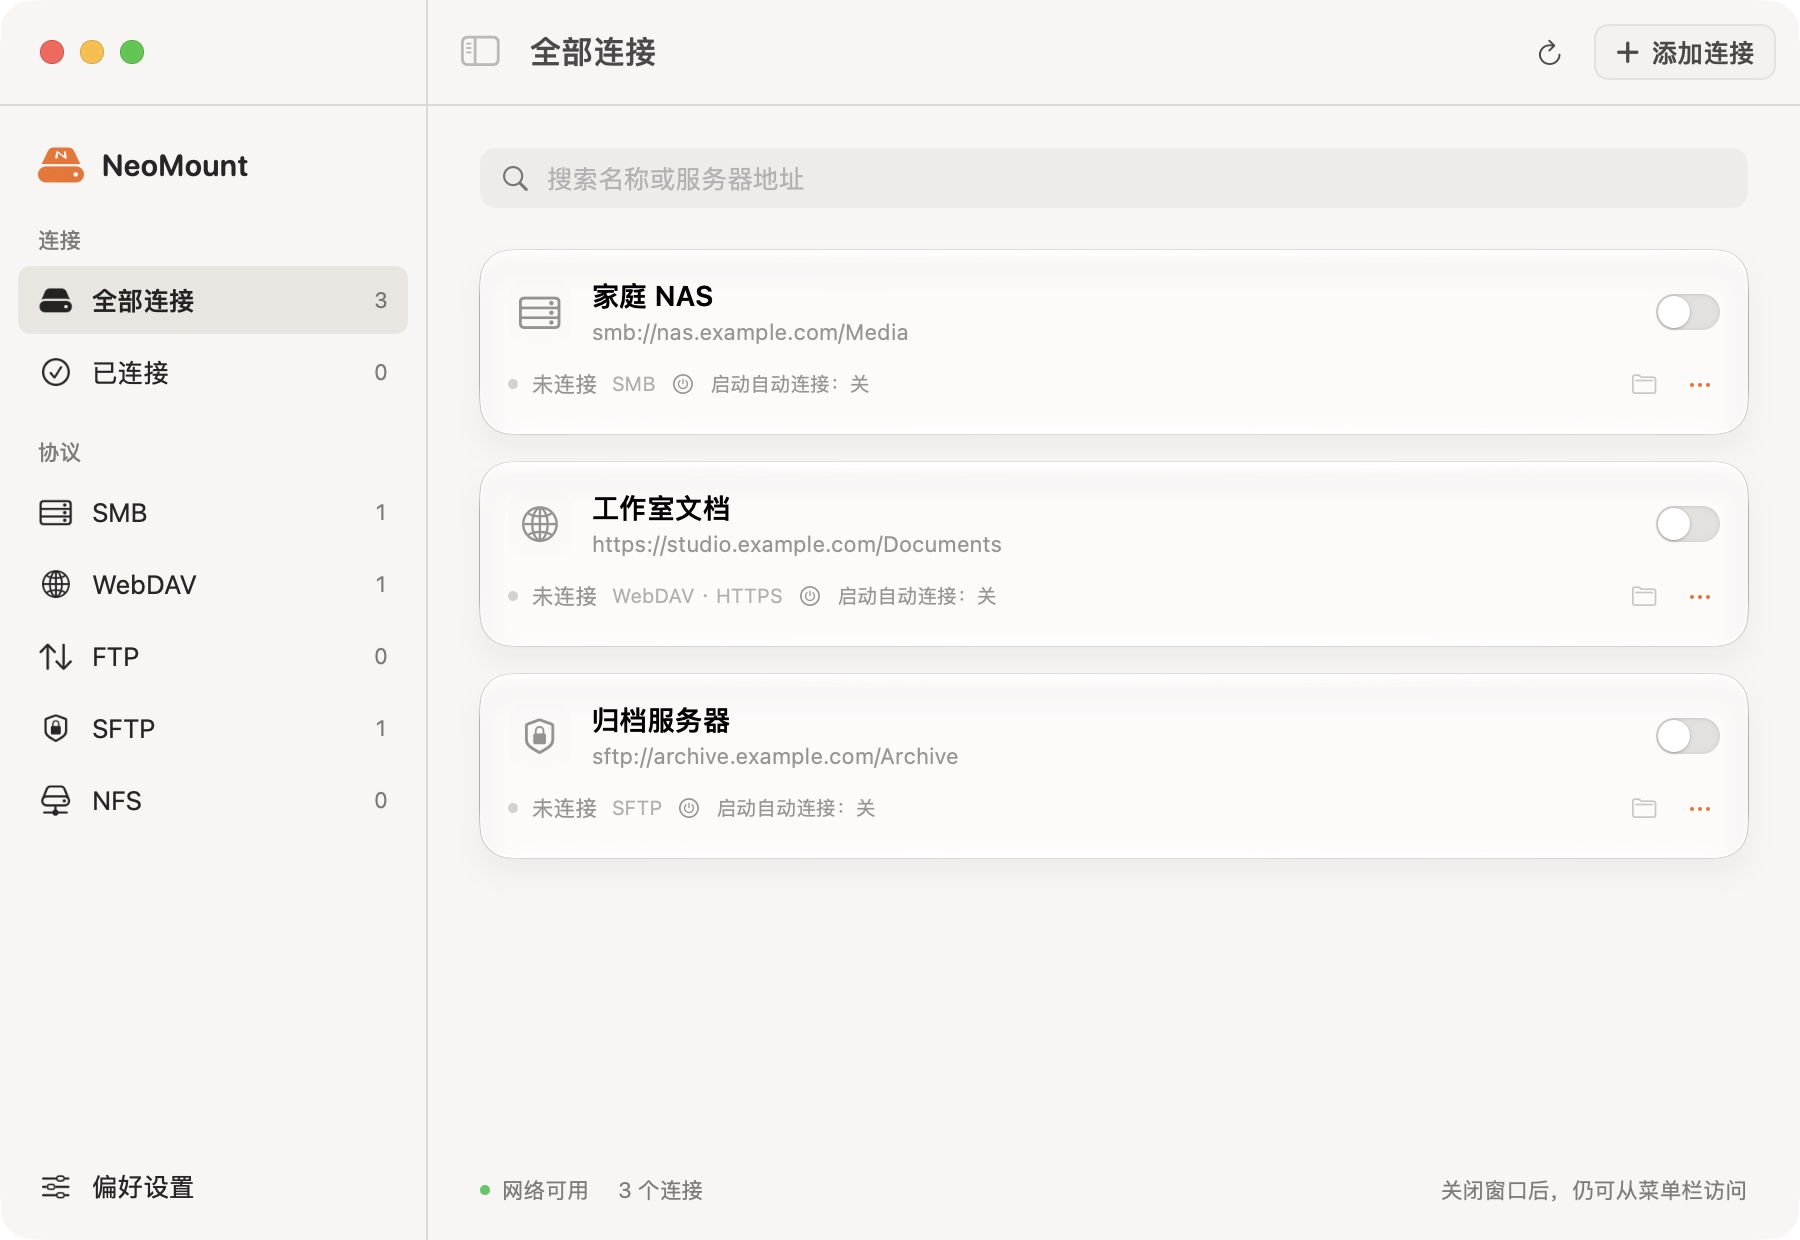 全部连接
添加连接
NeoMount
连接
全部连接 3
已连接 0
协议
SMB 1
WebDAV 1
FTP 0
SFTP 1
NFS 0
偏好设置
搜索名称或服务器地址
家庭 NAS
smb://nas.example.com/Media
未连接 SMB 启动自动连接：关
工作室文档
https://studio.example.com/Documents
未连接 WebDAV · HTTPS 启动自动连接：关
归档服务器
sftp://archive.example.com/Archive
未连接 SFTP 启动自动连接：关
网络可用 3 个连接
关闭窗口后，仍可从菜单栏访问